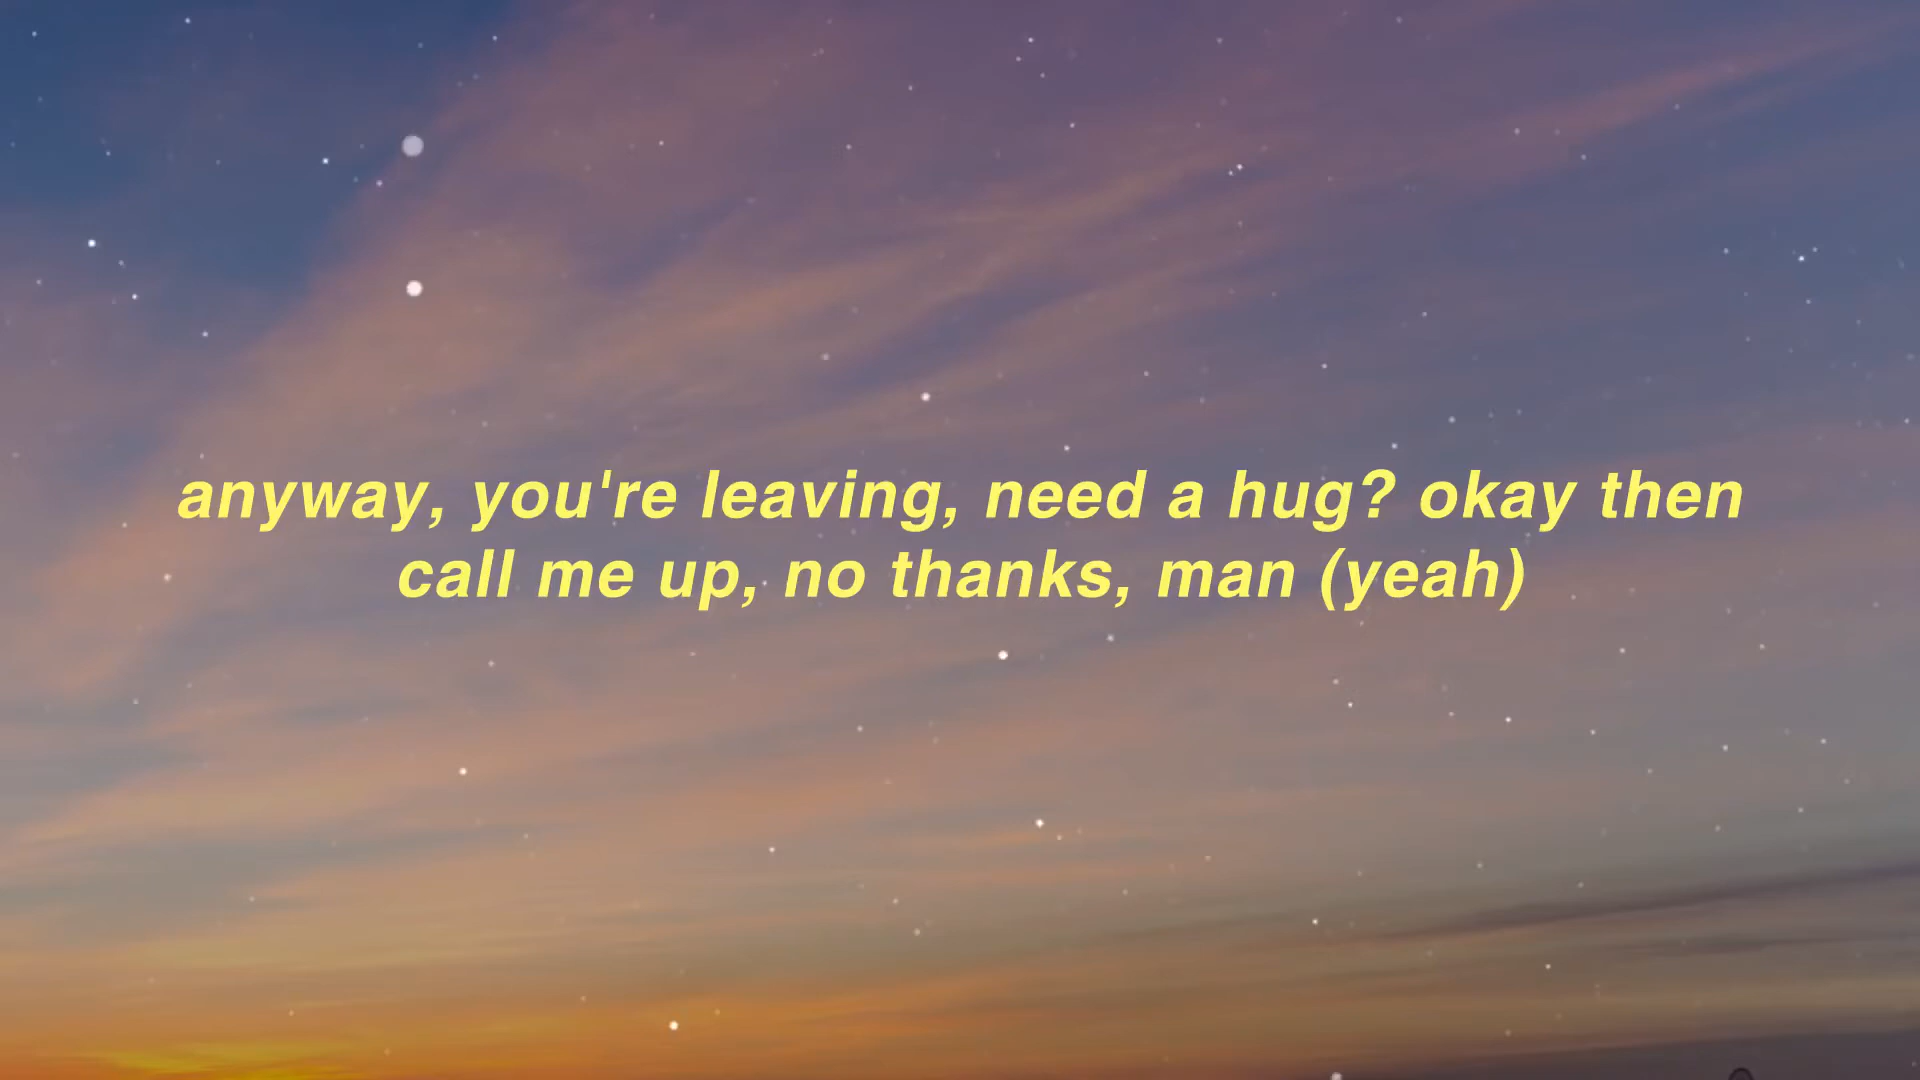 anyway, you're leaving, need a hug? okay then
call me up, no thanks, man (yeah)